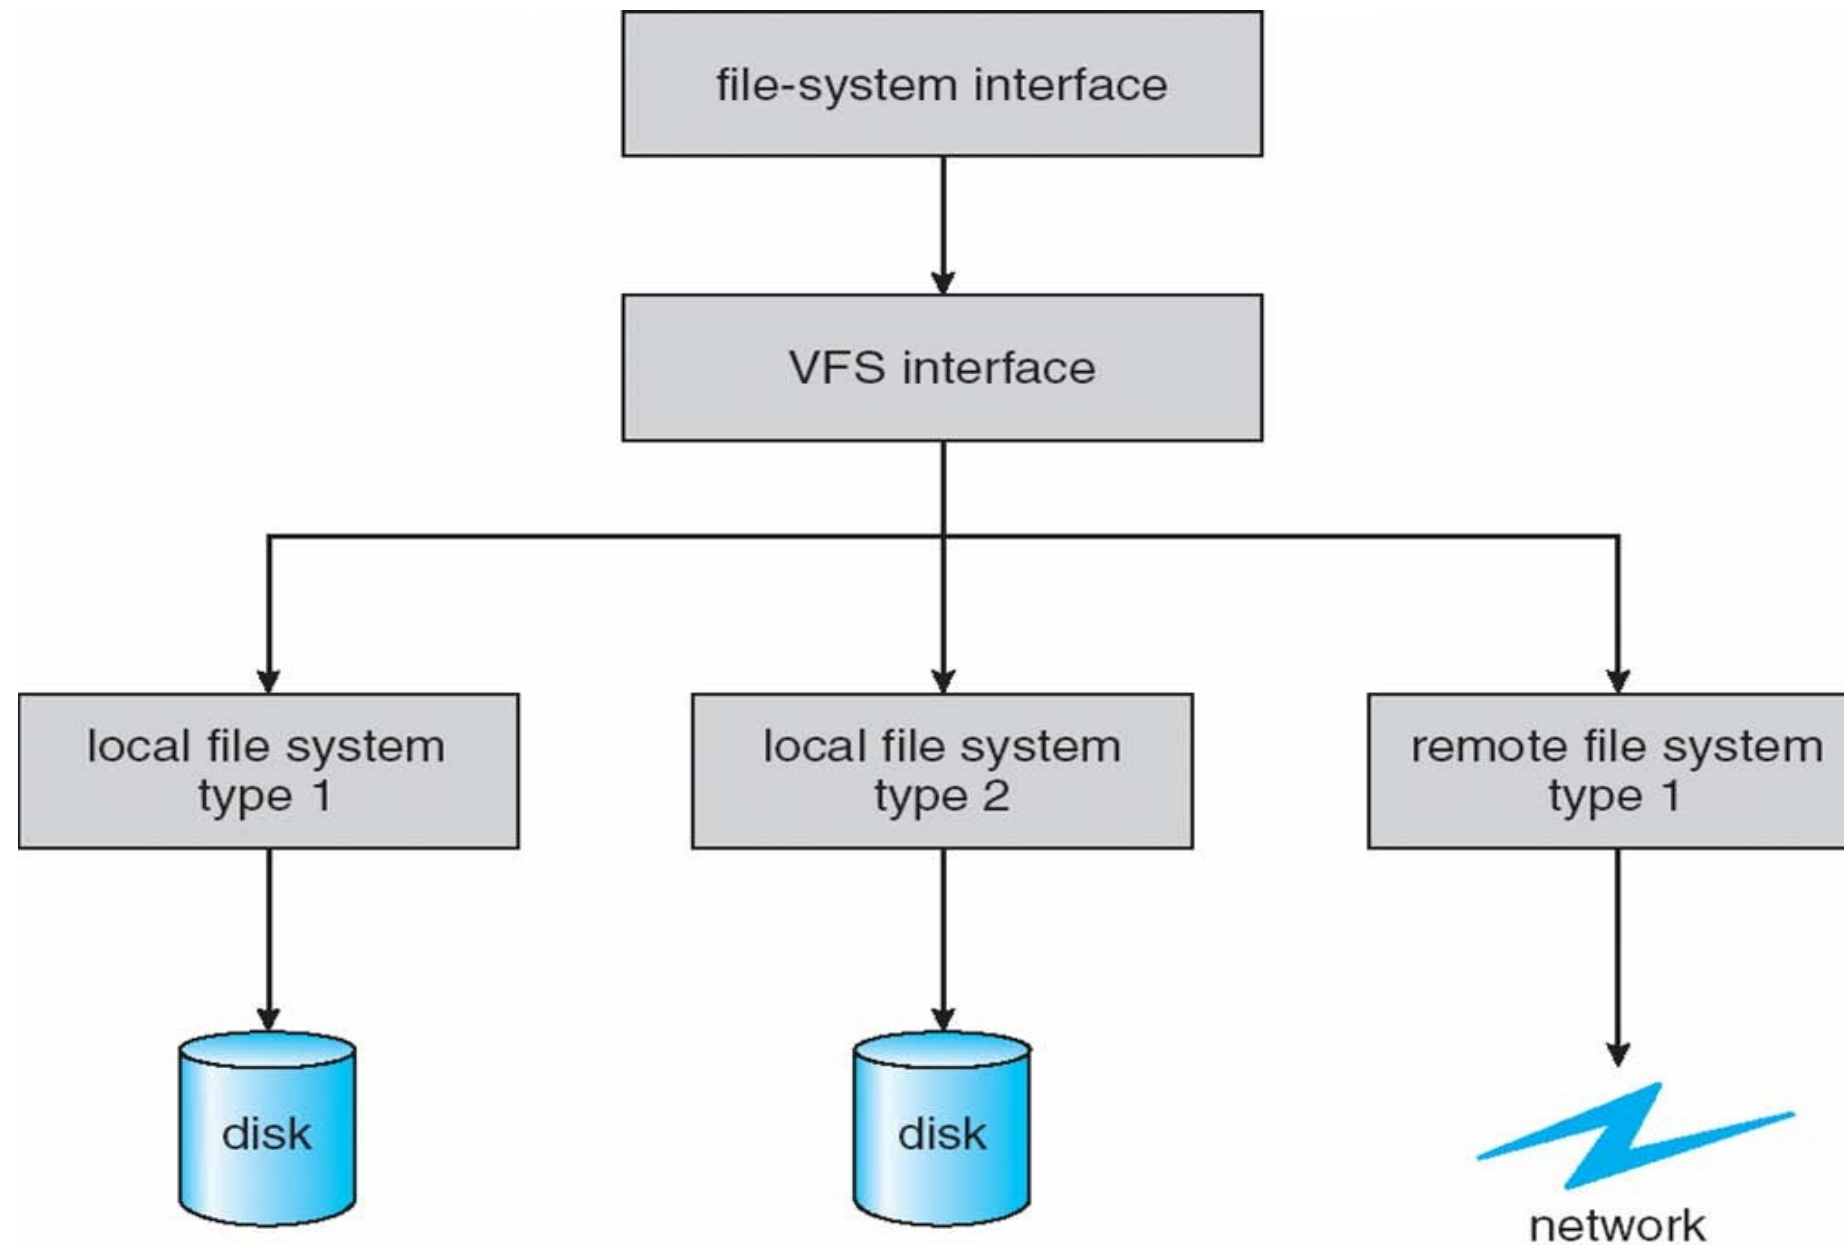 file-system interface
VFS interface
local file system
type 1
local file system
type 2
remote file system
type 1
disk
disk
network